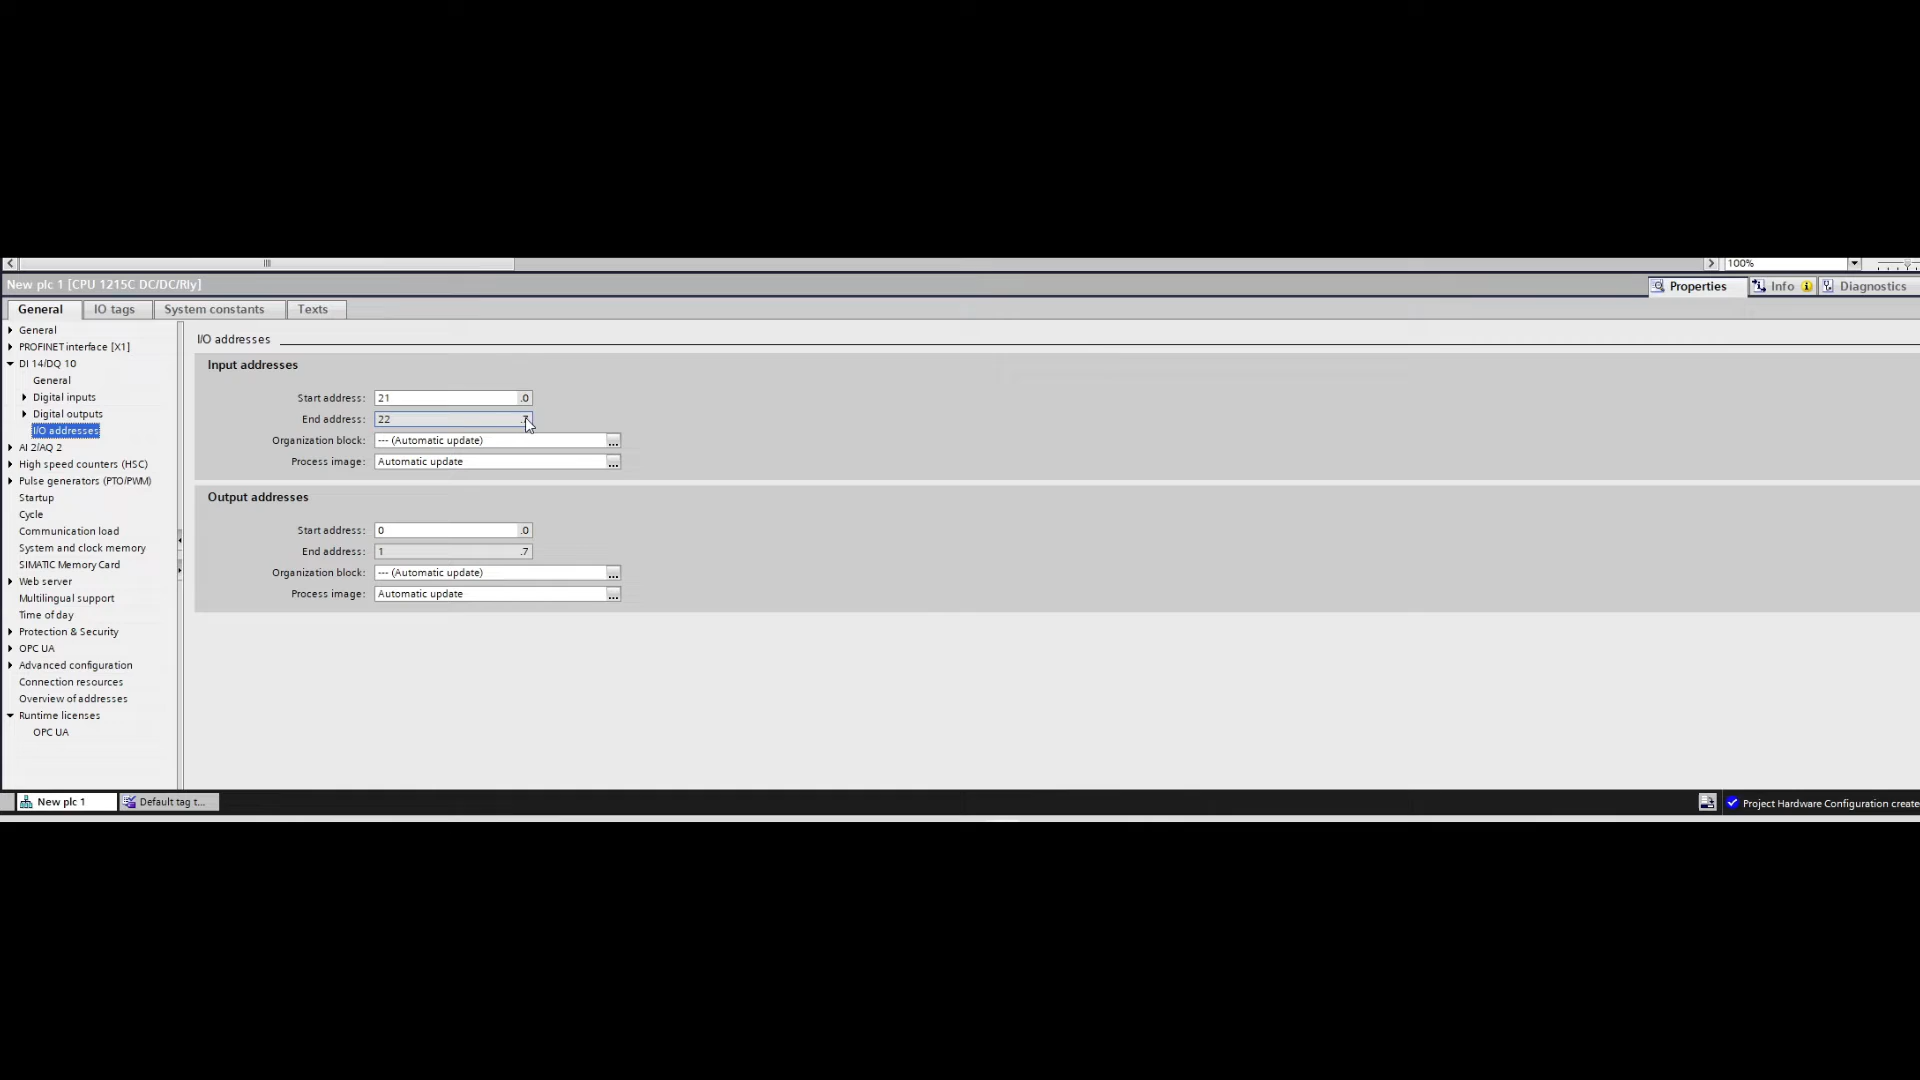 100%
New plc 1 [CPU 1215C DC/DC/Rly]
Properties
Info
Diagnostics
General
IO tags
System constants
Texts
General
PROFINET interface [X1]
DI 14/DQ 10
General
Digital inputs
Digital outputs
I/O addresses
AI 2/AQ 2
High speed counters (HSC)
Pulse generators (PTO/PWM)
Startup
Cycle
Communication load
System and clock memory
SIMATIC Memory Card
Web server
Multilingual support
Time of day
Protection & Security
OPC UA
Advanced configuration
Connection resources
Overview of addresses
Runtime licenses
OPC UA
I/O addresses
Input addresses
Start address: 21 .0
End address: 22 .7
Organization block: --- (Automatic update) ...
Process image: Automatic update ...
Output addresses
Start address: 0 .0
End address: 1 .7
Organization block: --- (Automatic update) ...
Process image: Automatic update ...
New plc 1
Default tag t...
Project Hardware Configuration create